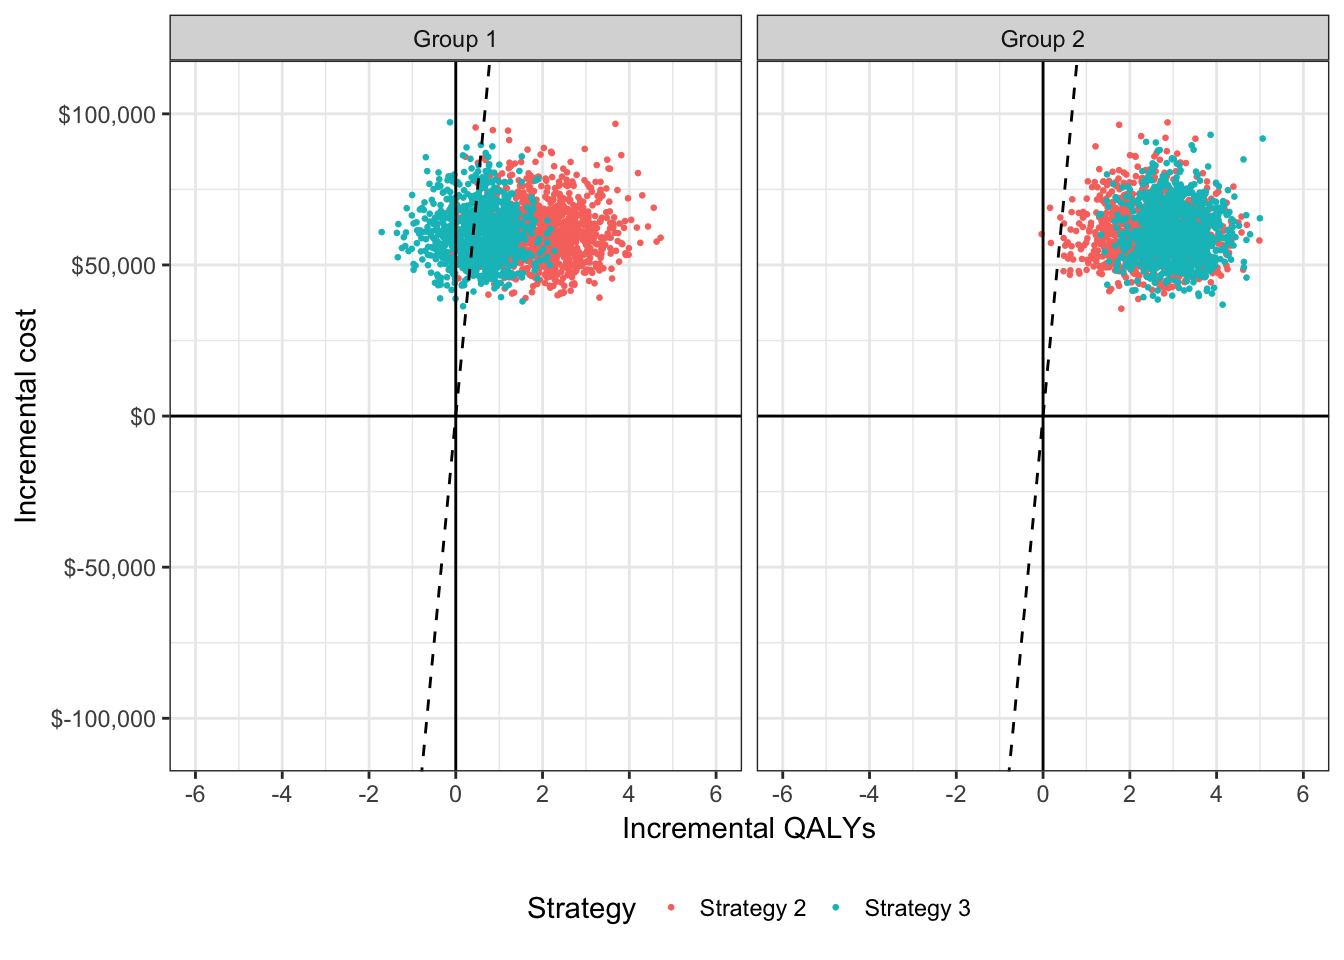 Group 1
Group 2
Incremental cost
$100,000
$50,000
$0
$-50,000
$-100,000
-6 -4 -2 0 2 4 6
-6 -4 -2 0 2 4 6
Incremental QALYs
Strategy Strategy 2 Strategy 3